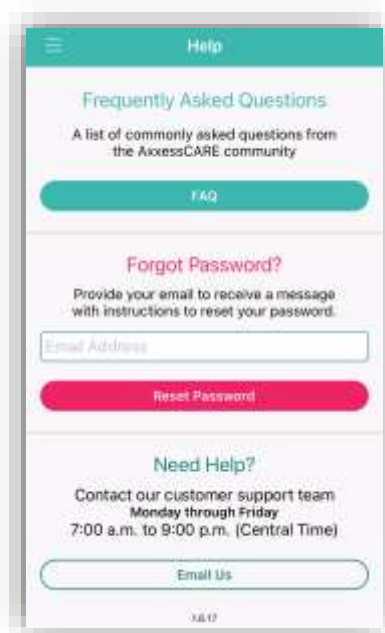 Help
Frequently Asked Questions
A list of commonly asked questions from
the AxxessCARE community
FAQ
Forgot Password?
Provide your email to receive a message
with instructions to reset your password.
Email Address
Reset Password
Need Help?
Contact our customer support team
Monday through Friday
7:00 a.m. to 9:00 p.m. (Central Time)
Email Us